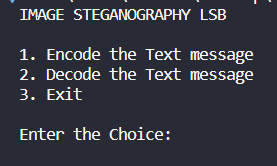 IMAGE STEGANOGRAPHY LSB
1. Encode the Text message
2. Decode the Text message
3. Exit
Enter the Choice: